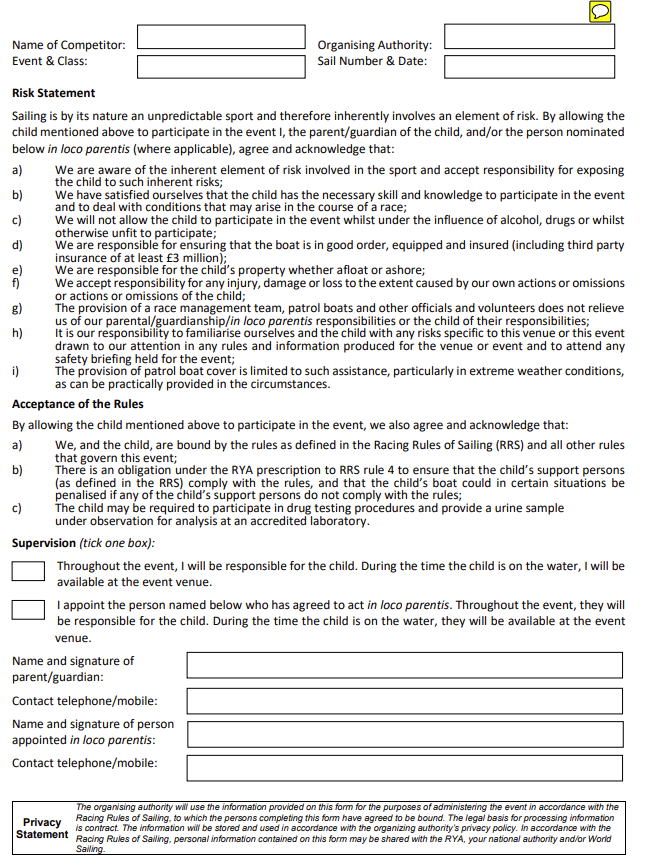 Name of Competitor:
Organising Authority:
Event & Class:
Sail Number & Date:
Risk Statement
Sailing is by its nature an unpredictable sport and therefore inherently involves an element of risk. By allowing the
child mentioned above to participate in the event I, the parent/guardian of the child, and/or the person nominated
below in loco parentis (where applicable), agree and acknowledge that:
a) We are aware of the inherent element of risk involved in the sport and accept responsibility for exposing
the child to such inherent risks;
b) We have satisfied ourselves that the child has the necessary skill and knowledge to participate in the event
and to deal with conditions that may arise in the course of a race;
c) We will not allow the child to participate in the event whilst under the influence of alcohol, drugs or whilst
otherwise unfit to participate;
d) We are responsible for ensuring that the boat is in good order, equipped and insured (including third party
insurance of at least £3 million);
e) We are responsible for the child's property whether afloat or ashore;
f) We accept responsibility for any injury, damage or loss to the extent caused by our own actions or omissions
or actions or omissions of the child;
g) The provision of a race management team, patrol boats and other officials and volunteers does not relieve
us of our parental/guardianship/in loco parentis responsibilities or the child of their responsibilities;
h) It is our responsibility to familiarise ourselves and the child with any risks specific to this venue or this event
drawn to our attention in any rules and information produced for the venue or event and to attend any
safety briefing held for the event;
i) The provision of patrol boat cover is limited to such assistance, particularly in extreme weather conditions,
as can be practically provided in the circumstances.
Acceptance of the Rules
By allowing the child mentioned above to participate in the event, we also agree and acknowledge that:
a) We, and the child, are bound by the rules as defined in the Racing Rules of Sailing (RRS) and all other rules
that govern this event;
b) There is an obligation under the RYA prescription to RRS rule 4 to ensure that the child's support persons
(as defined in the RRS) comply with the rules, and that the child's boat could in certain situations be
penalised if any of the child's support persons do not comply with the rules;
c) The child may be required to participate in drug testing procedures and provide a urine sample
under observation for analysis at an accredited laboratory.
Supervision (tick one box):
Throughout the event, I will be responsible for the child. During the time the child is on the water, I will be
available at the event venue.
I appoint the person named below who has agreed to act in loco parentis. Throughout the event, they will
be responsible for the child. During the time the child is on the water, they will be available at the event
venue.
Name and signature of
parent/guardian:
Contact telephone/mobile:
Name and signature of person
appointed in loco parentis:
Contact telephone/mobile:
Privacy
Statement
The organising authority will use the information provided on this form for the purposes of administering the event in accordance with the
Racing Rules of Sailing, to which the persons completing this form have agreed to be bound. The legal basis for processing information
is contract. The information will be stored and used in accordance with the organizing authority's privacy policy. In accordance with the
Racing Rules of Sailing, personal information contained on this form may be shared with the RYA, your national authority and/or World
Sailing.